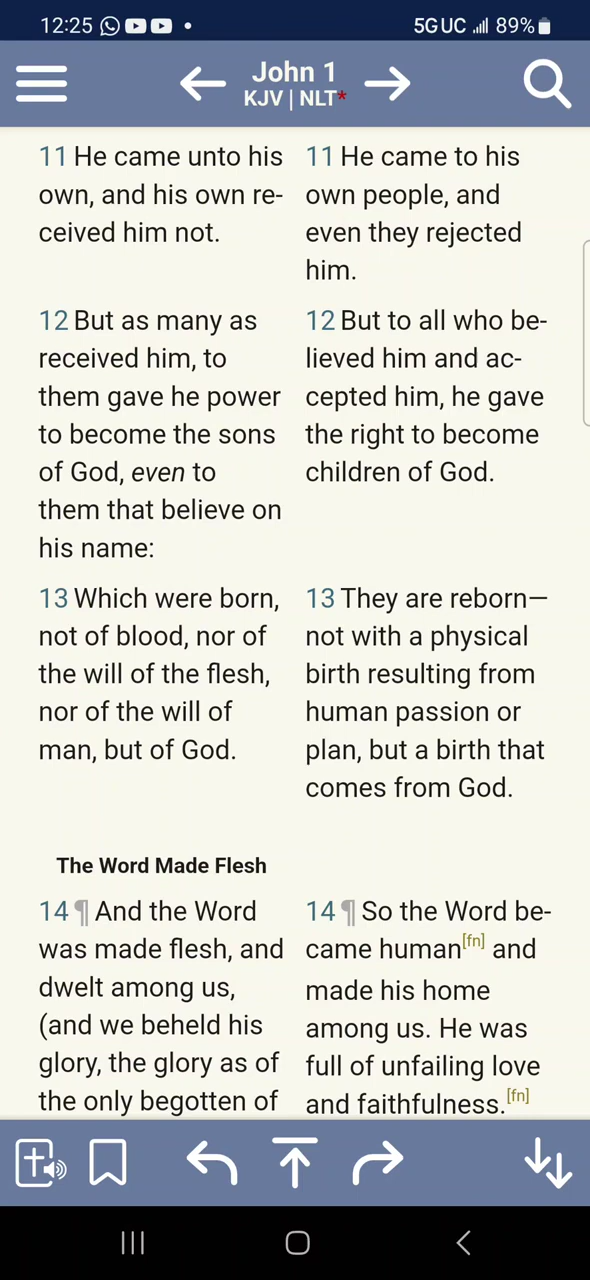 12:25 5G UC 89%
John 1
KJV | NLT*
11 He came unto his
own, and his own re-
ceived him not.
11 He came to his
own people, and
even they rejected
him.
12 But as many as
received him, to
them gave he power
to become the sons
of God, even to
them that believe on
his name:
12 But to all who be-
lieved him and ac-
cepted him, he gave
the right to become
children of God.
13 Which were born,
not of blood, nor of
the will of the flesh,
nor of the will of
man, but of God.
13 They are reborn—
not with a physical
birth resulting from
human passion or
plan, but a birth that
comes from God.
The Word Made Flesh
14 ¶ And the Word
was made flesh, and
dwelt among us,
(and we beheld his
glory, the glory as of
the only begotten of
14 ¶ So the Word be-
came human[fn] and
made his home
among us. He was
full of unfailing love
and faithfulness.[fn]